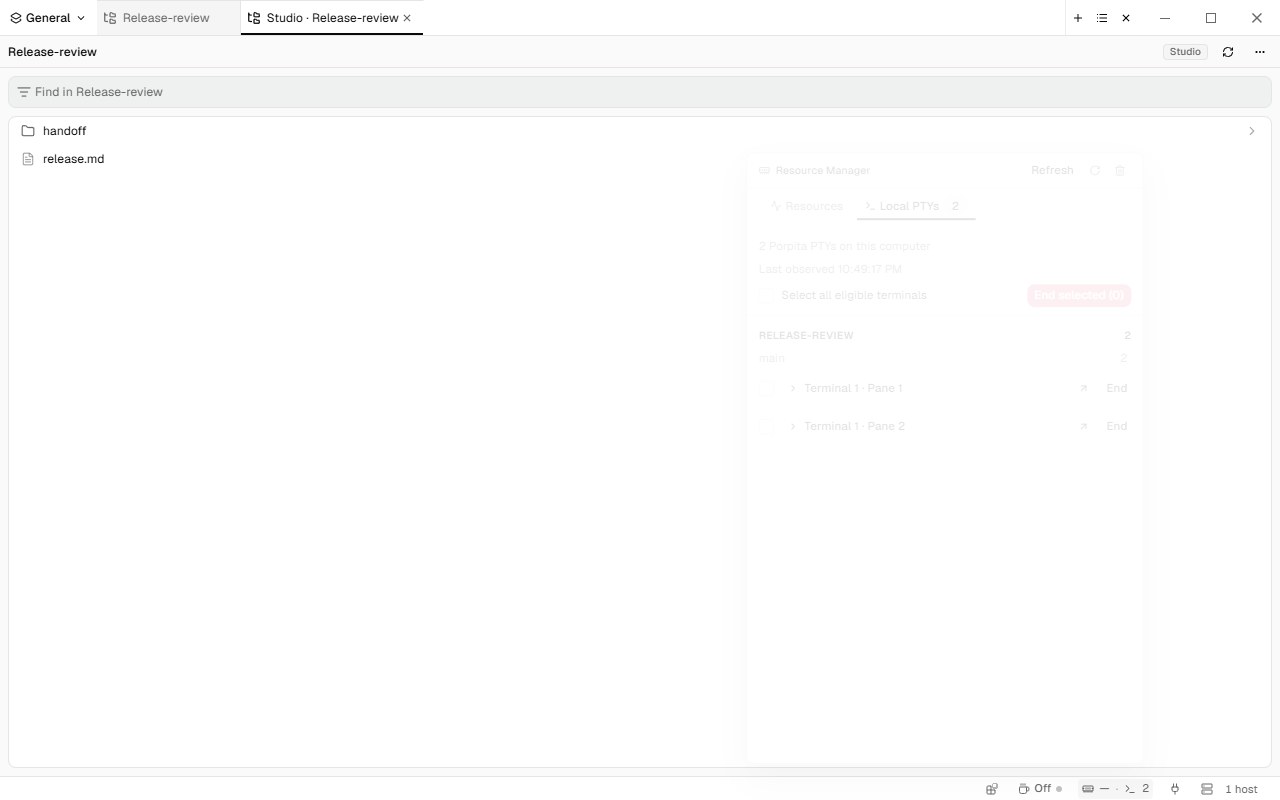 General
Release-review
Studio · Release-review
Release-review
Studio
Find in Release-review
handoff
release.md
Resource Manager
Refresh
Resources
Local PTYs 2
2 Porpita PTYs on this computer
Last observed 10:49:17 PM
Select all eligible terminals
End selected (0)
RELEASE-REVIEW 2
main 2
Terminal 1 · Pane 1
End
Terminal 1 · Pane 2
End
Off
— · 2
1 host